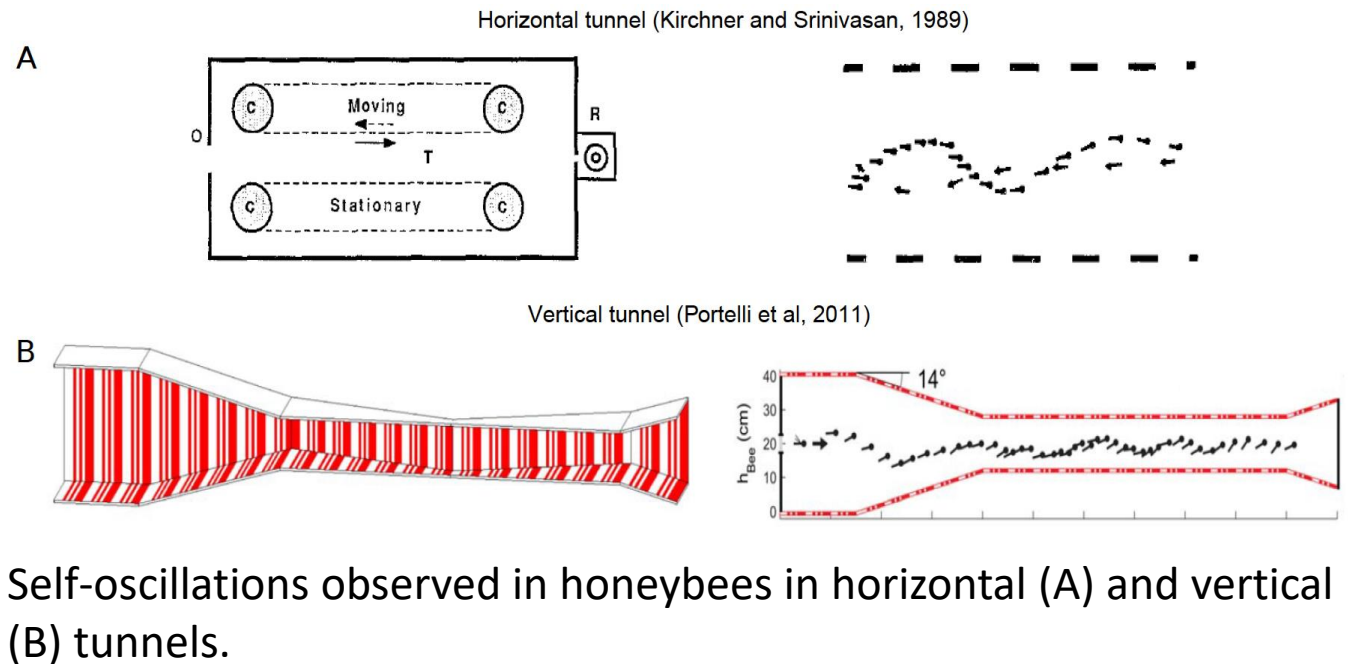 Horizontal tunnel (Kirchner and Srinivasan, 1989)
A
C Moving C
R
O
T
C Stationary C
Vertical tunnel (Portelli et al, 2011)
B
14°
40
30
20
10
0
hBee (cm)
Self-oscillations observed in honeybees in horizontal (A) and vertical
(B) tunnels.